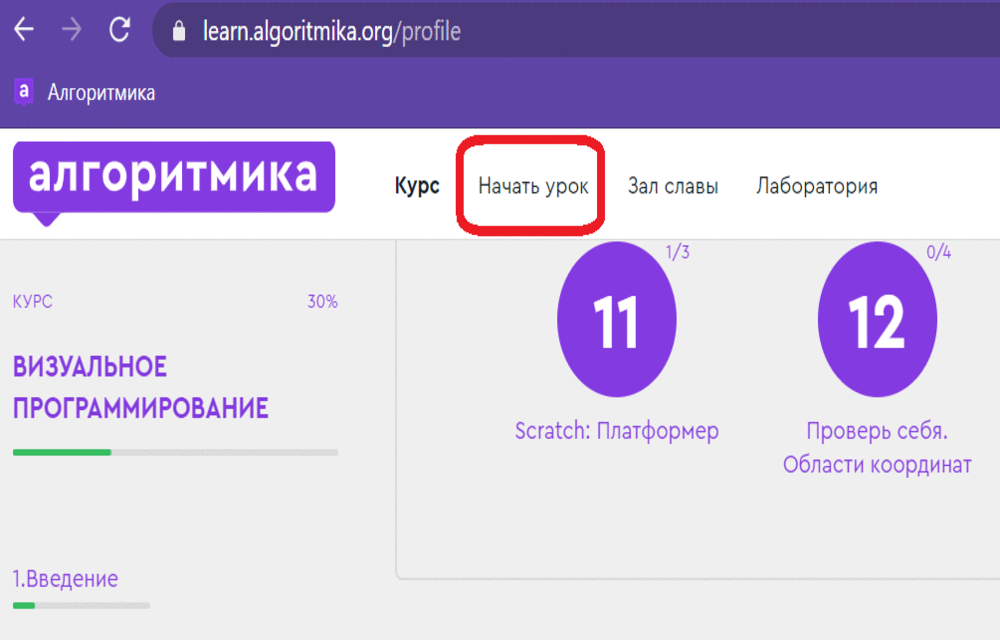 learn.algoritmika.org/profile
a Алгоритмика
алгоритмика
Курс Начать урок Зал славы Лаборатория
КУРС 30%
ВИЗУАЛЬНОЕ
ПРОГРАММИРОВАНИЕ
1.Введение
1/3
11
Scratch: Платформер
0/4
12
Проверь себя.
Области координат